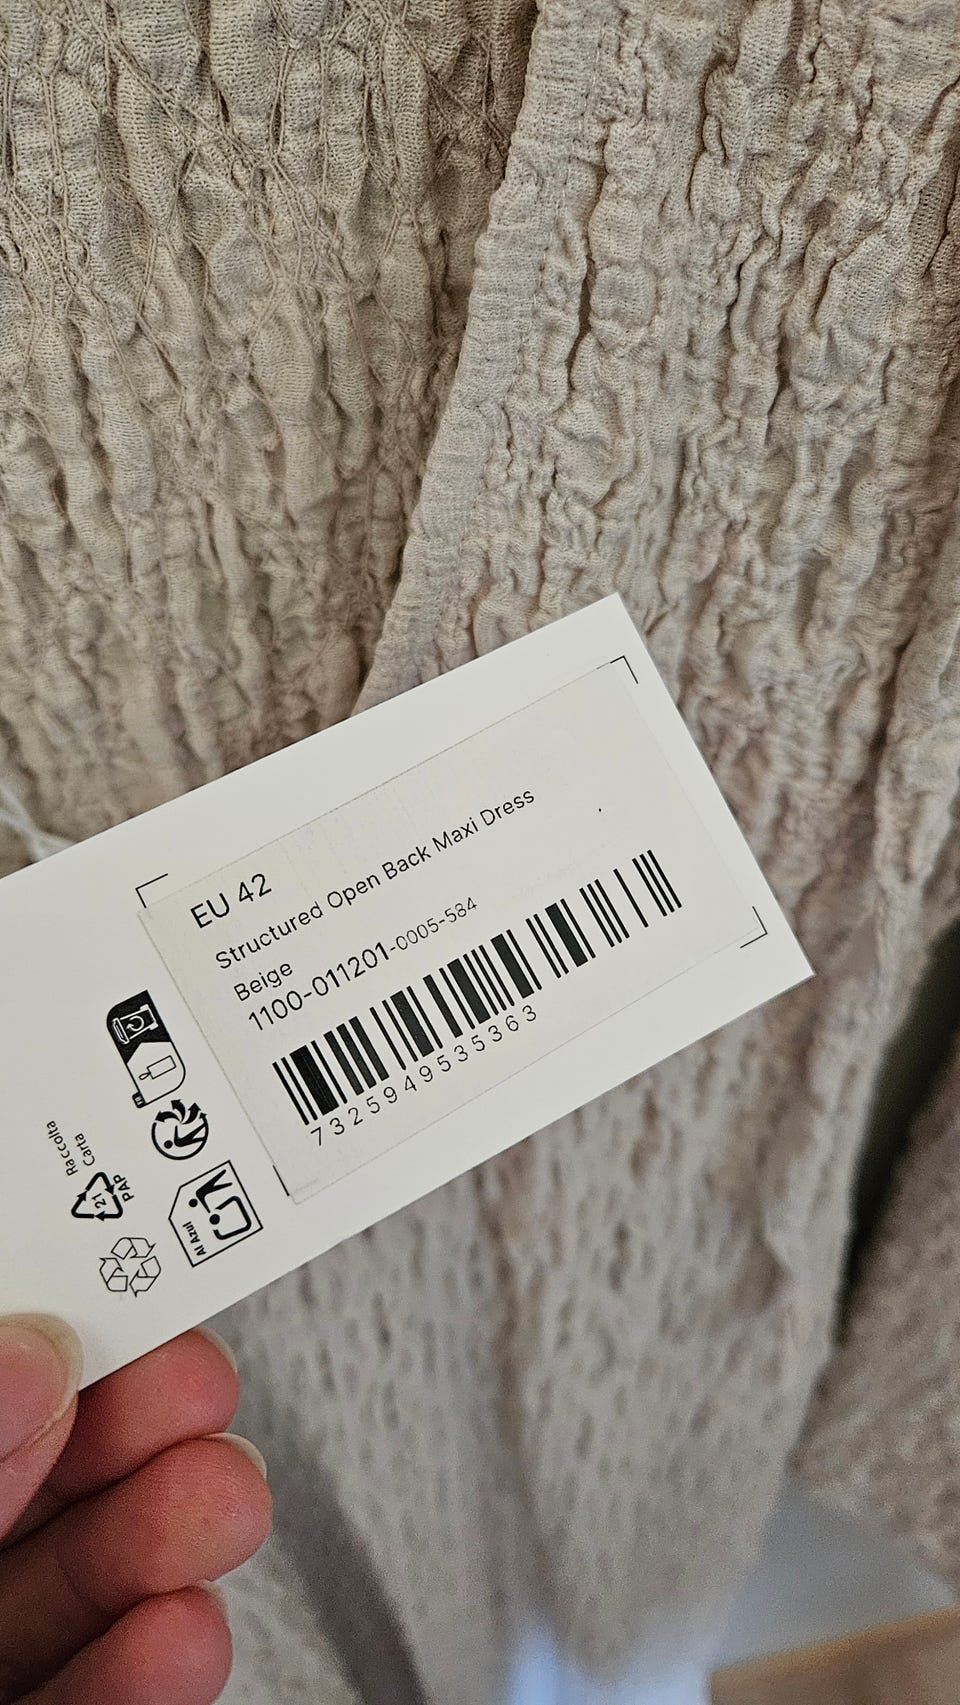 EU 42
Structured Open Back Maxi Dress
Beige
1100-011201-0005-584
7325949535363
Raccolta
Carta
21
PAP
Al Azul